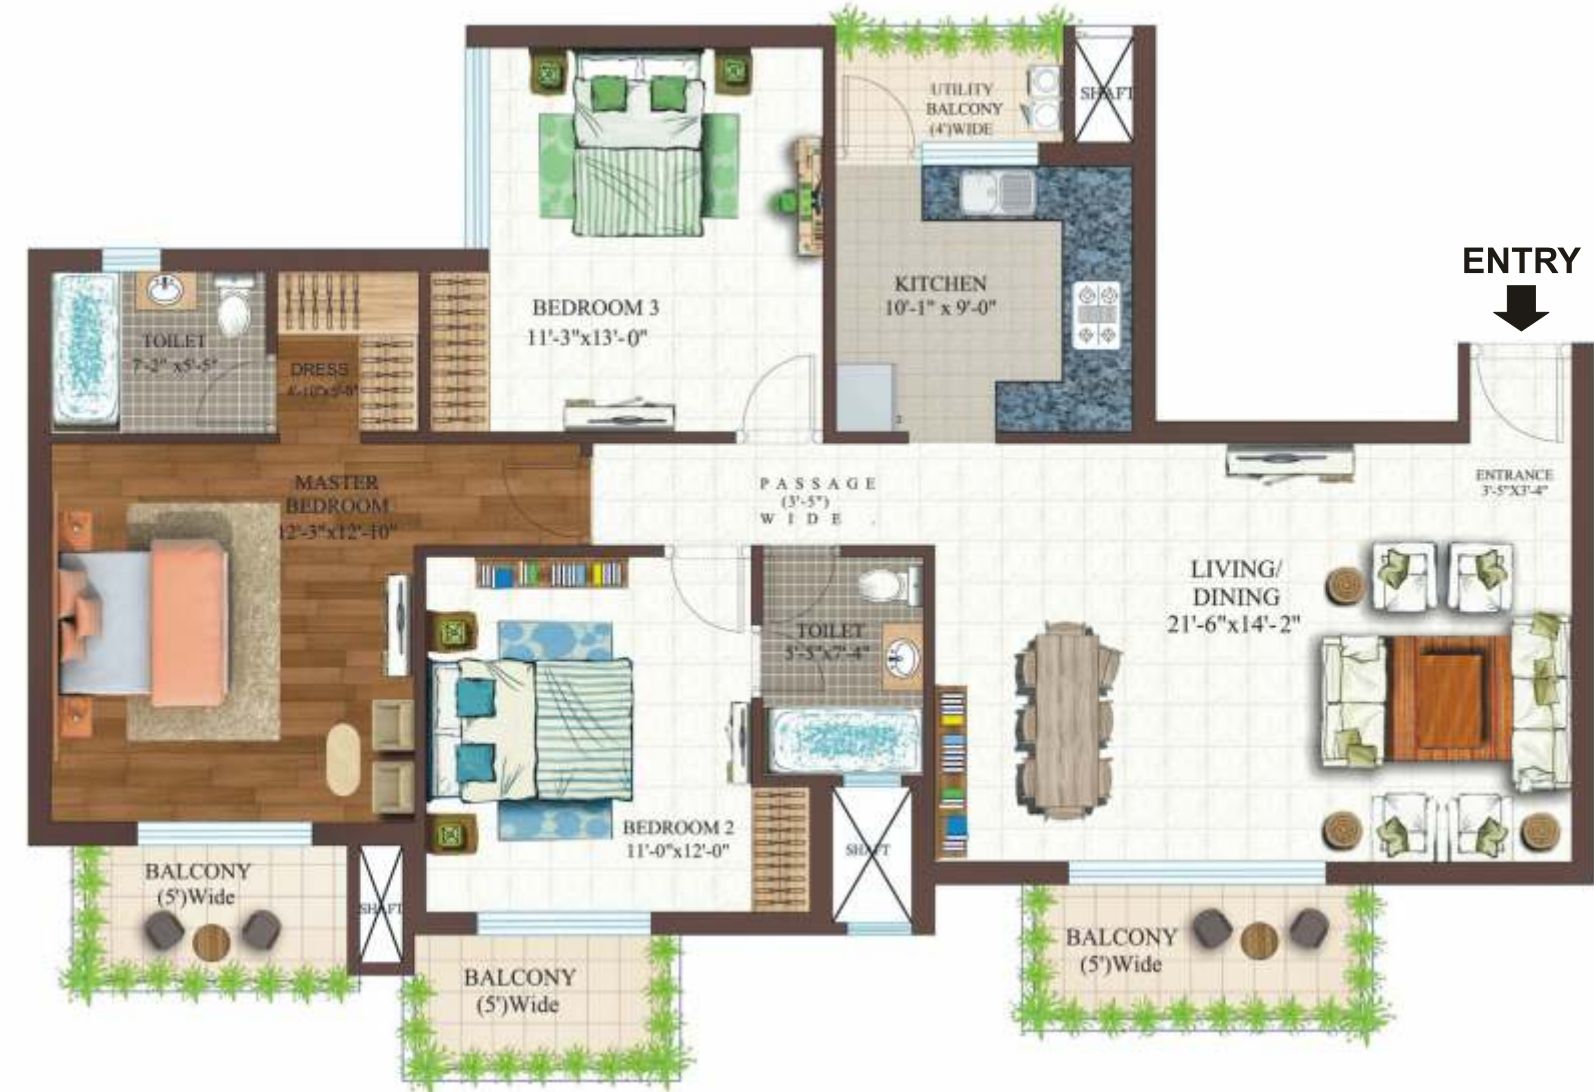 UTILITY
BALCONY
(4')WIDE
SHAFT
ENTRY
BEDROOM 3
11'-3"x13'-0"
KITCHEN
10'-1" x 9'-0"
TOILET
7'-2" x5'-5"
DRESS
MASTER
BEDROOM
12'-3"x12'-10"
PASSAGE
(3'-5")
WIDE .
ENTRANCE
3'-5"X3'-4"
LIVING/
DINING
21'-6"x14'-2"
TOILET
5'-5"x7'-4"
BEDROOM 2
11'-0"x12'-0"
SHAFT
BALCONY
(5')Wide
SHAFT
BALCONY
(5')Wide
BALCONY
(5')Wide